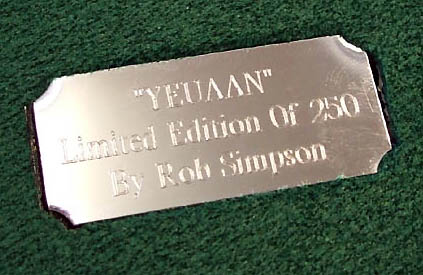 "YEUAAN"
Limited Edition Of 250
By Rob Simpson